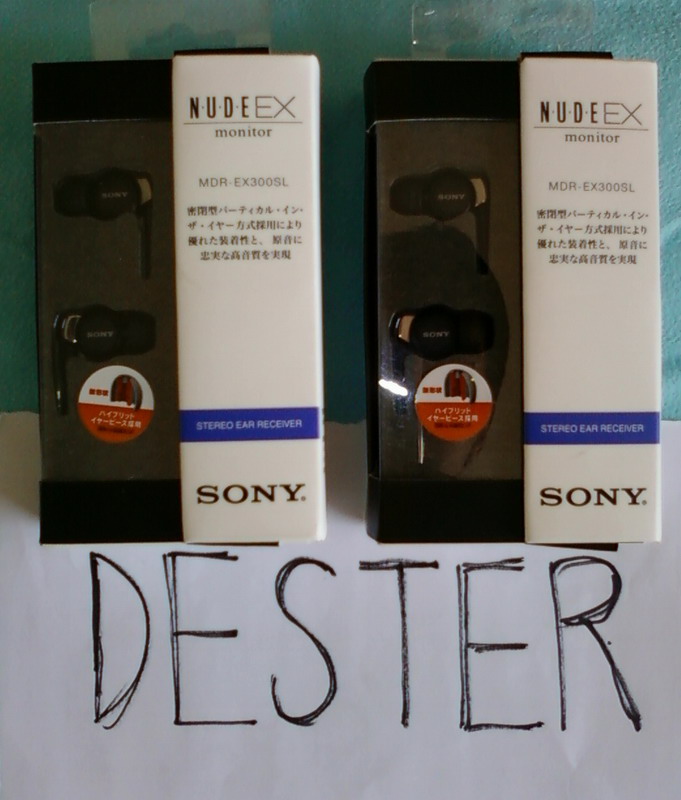 N·U·D·E EX
monitor
MDR-EX300SL
密閉型バーティカル・イン・
ザ・イヤー方式採用により
優れた装着性と、原音に
忠実な高音質を実現
SONY
SONY
ハイブリッド
イヤーピース採用
STEREO EAR RECEIVER
SONY
N·U·D·E EX
monitor
MDR-EX300SL
密閉型バーティカル・イン・
ザ・イヤー方式採用により
優れた装着性と、原音に
忠実な高音質を実現
SONY
SONY
ハイブリッド
イヤーピース採用
STEREO EAR RECEIVER
SONY
DESTER